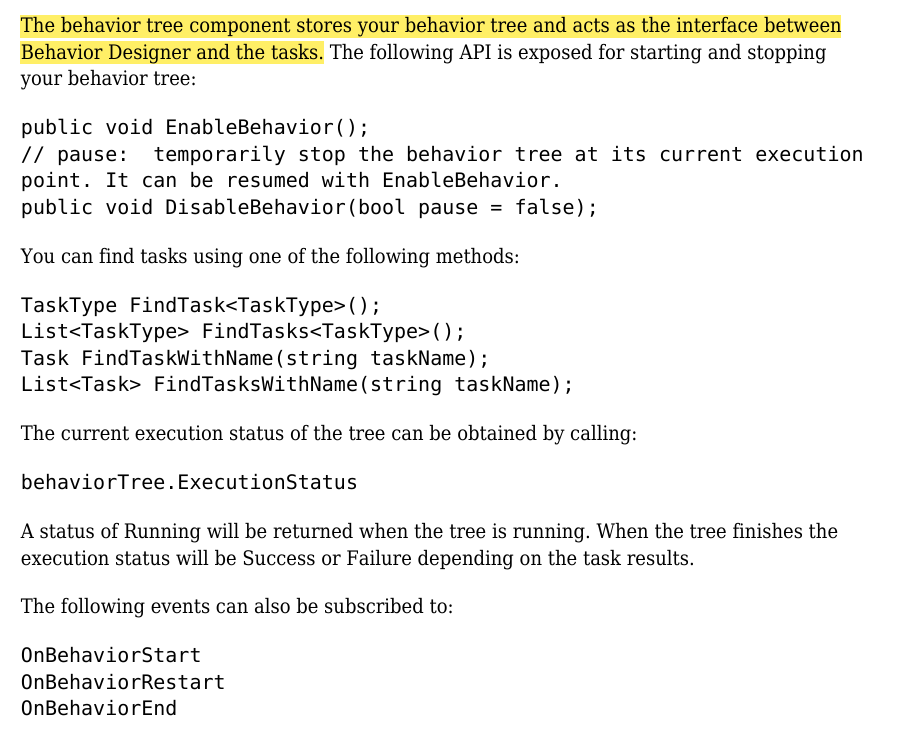 The behavior tree component stores your behavior tree and acts as the interface between
Behavior Designer and the tasks. The following API is exposed for starting and stopping
your behavior tree:
public void EnableBehavior();
// pause:  temporarily stop the behavior tree at its current execution
point. It can be resumed with EnableBehavior.
public void DisableBehavior(bool pause = false);
You can find tasks using one of the following methods:
TaskType FindTask<TaskType>();
List<TaskType> FindTasks<TaskType>();
Task FindTaskWithName(string taskName);
List<Task> FindTasksWithName(string taskName);
The current execution status of the tree can be obtained by calling:
behaviorTree.ExecutionStatus
A status of Running will be returned when the tree is running. When the tree finishes the
execution status will be Success or Failure depending on the task results.
The following events can also be subscribed to:
OnBehaviorStart
OnBehaviorRestart
OnBehaviorEnd